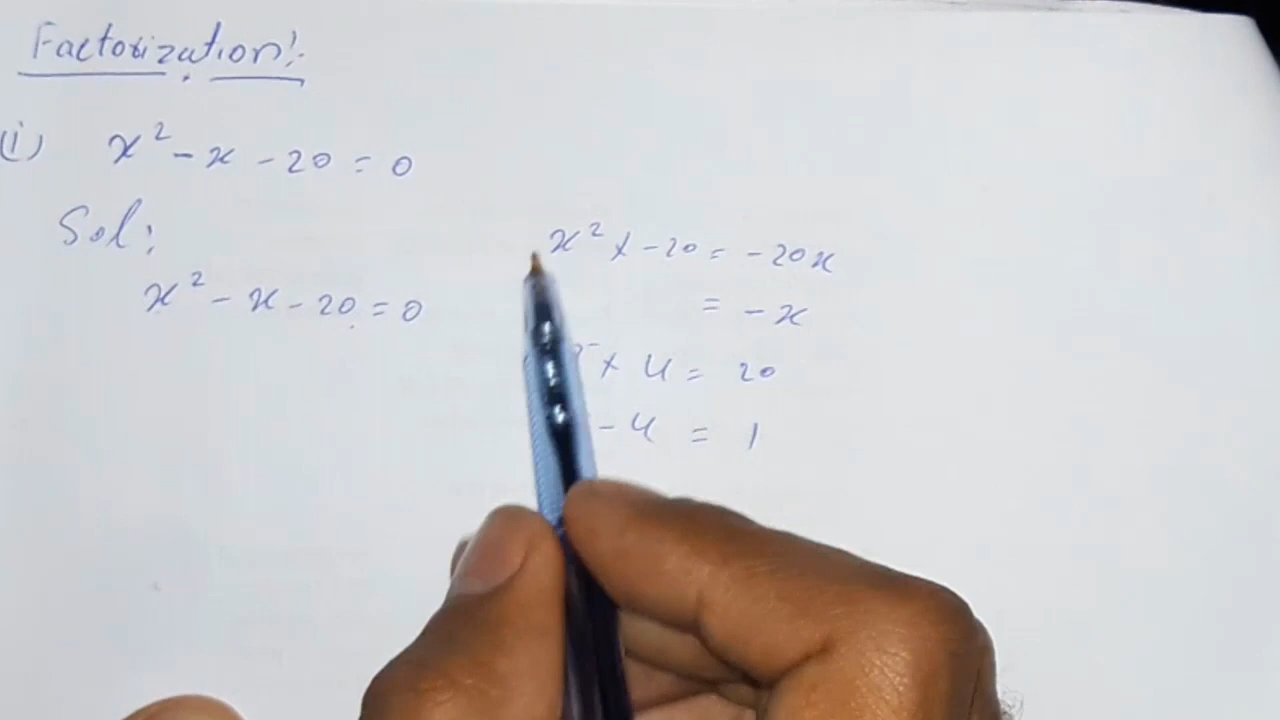 Factorization:
(i) x² - x - 20 = 0
Sol:
x² - x - 20 = 0
x² x -20 = -20x
= -x
x 4 = 20
- 4 = 1